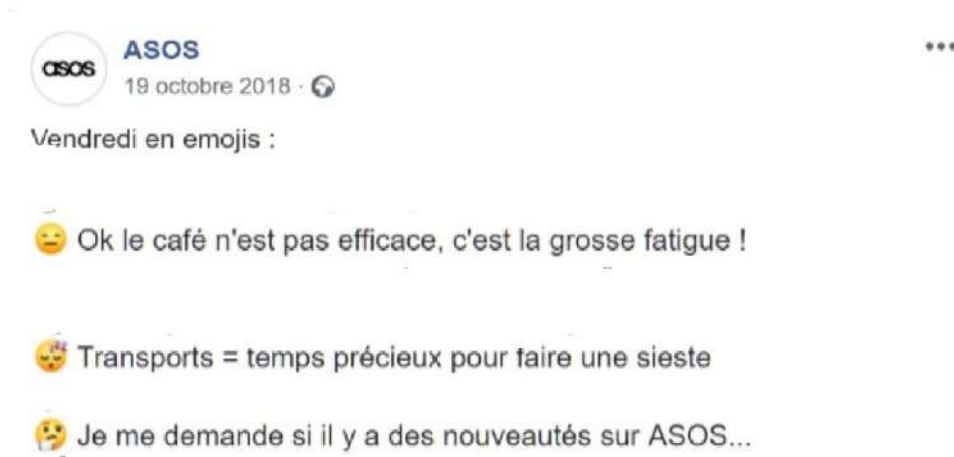 asos
ASOS
19 octobre 2018 ·
Vendredi en emojis :
😑 Ok le café n'est pas efficace, c'est la grosse fatigue !
😴 Transports = temps précieux pour faire une sieste
🤔 Je me demande si il y a des nouveautés sur ASOS...